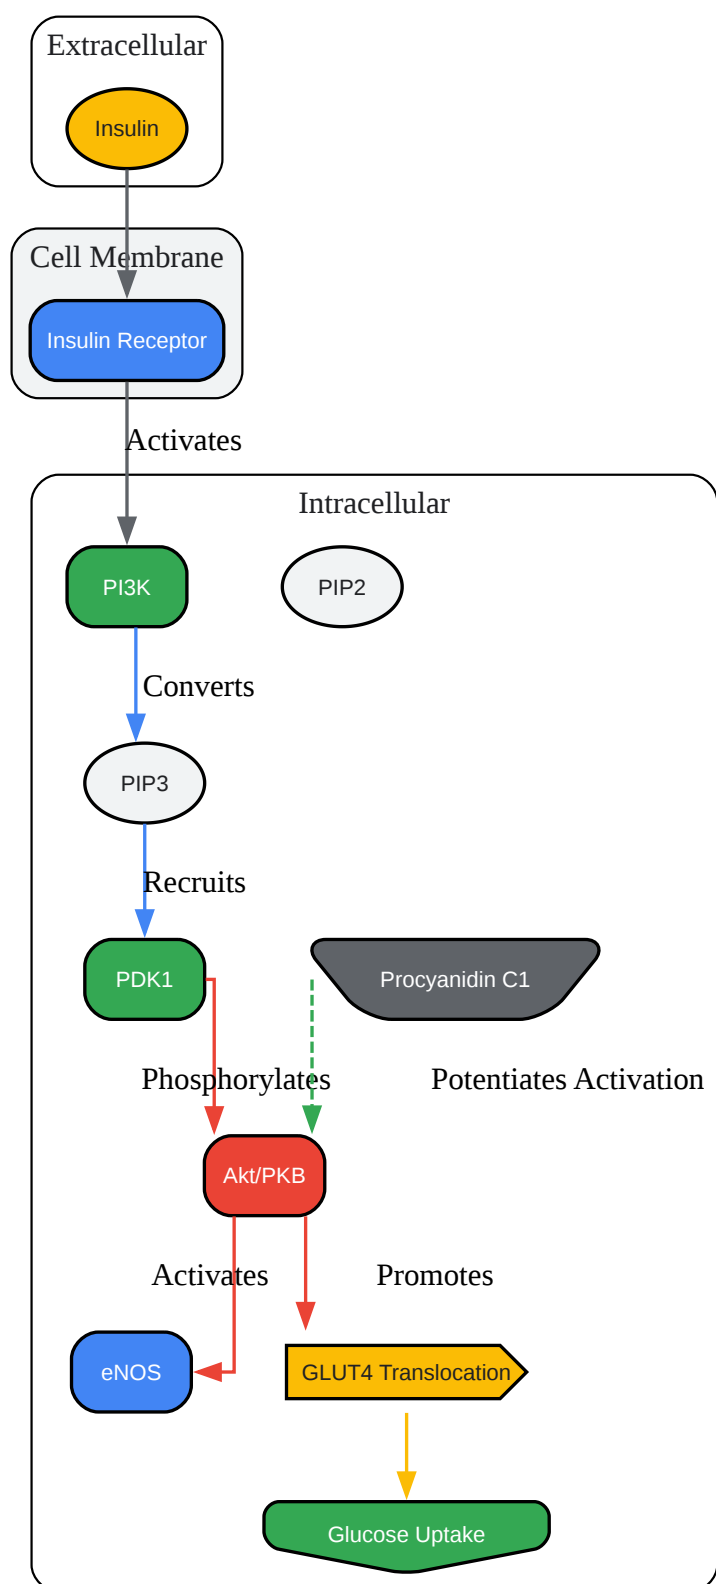 Extracellular
Insulin
Cell Membrane
Insulin Receptor
Activates
Intracellular
PI3K
PIP2
Converts
PIP3
Recruits
PDK1
Procyanidin C1
Phosphorylates
Potentiates Activation
Akt/PKB
Activates
Promotes
eNOS
GLUT4 Translocation
Glucose Uptake